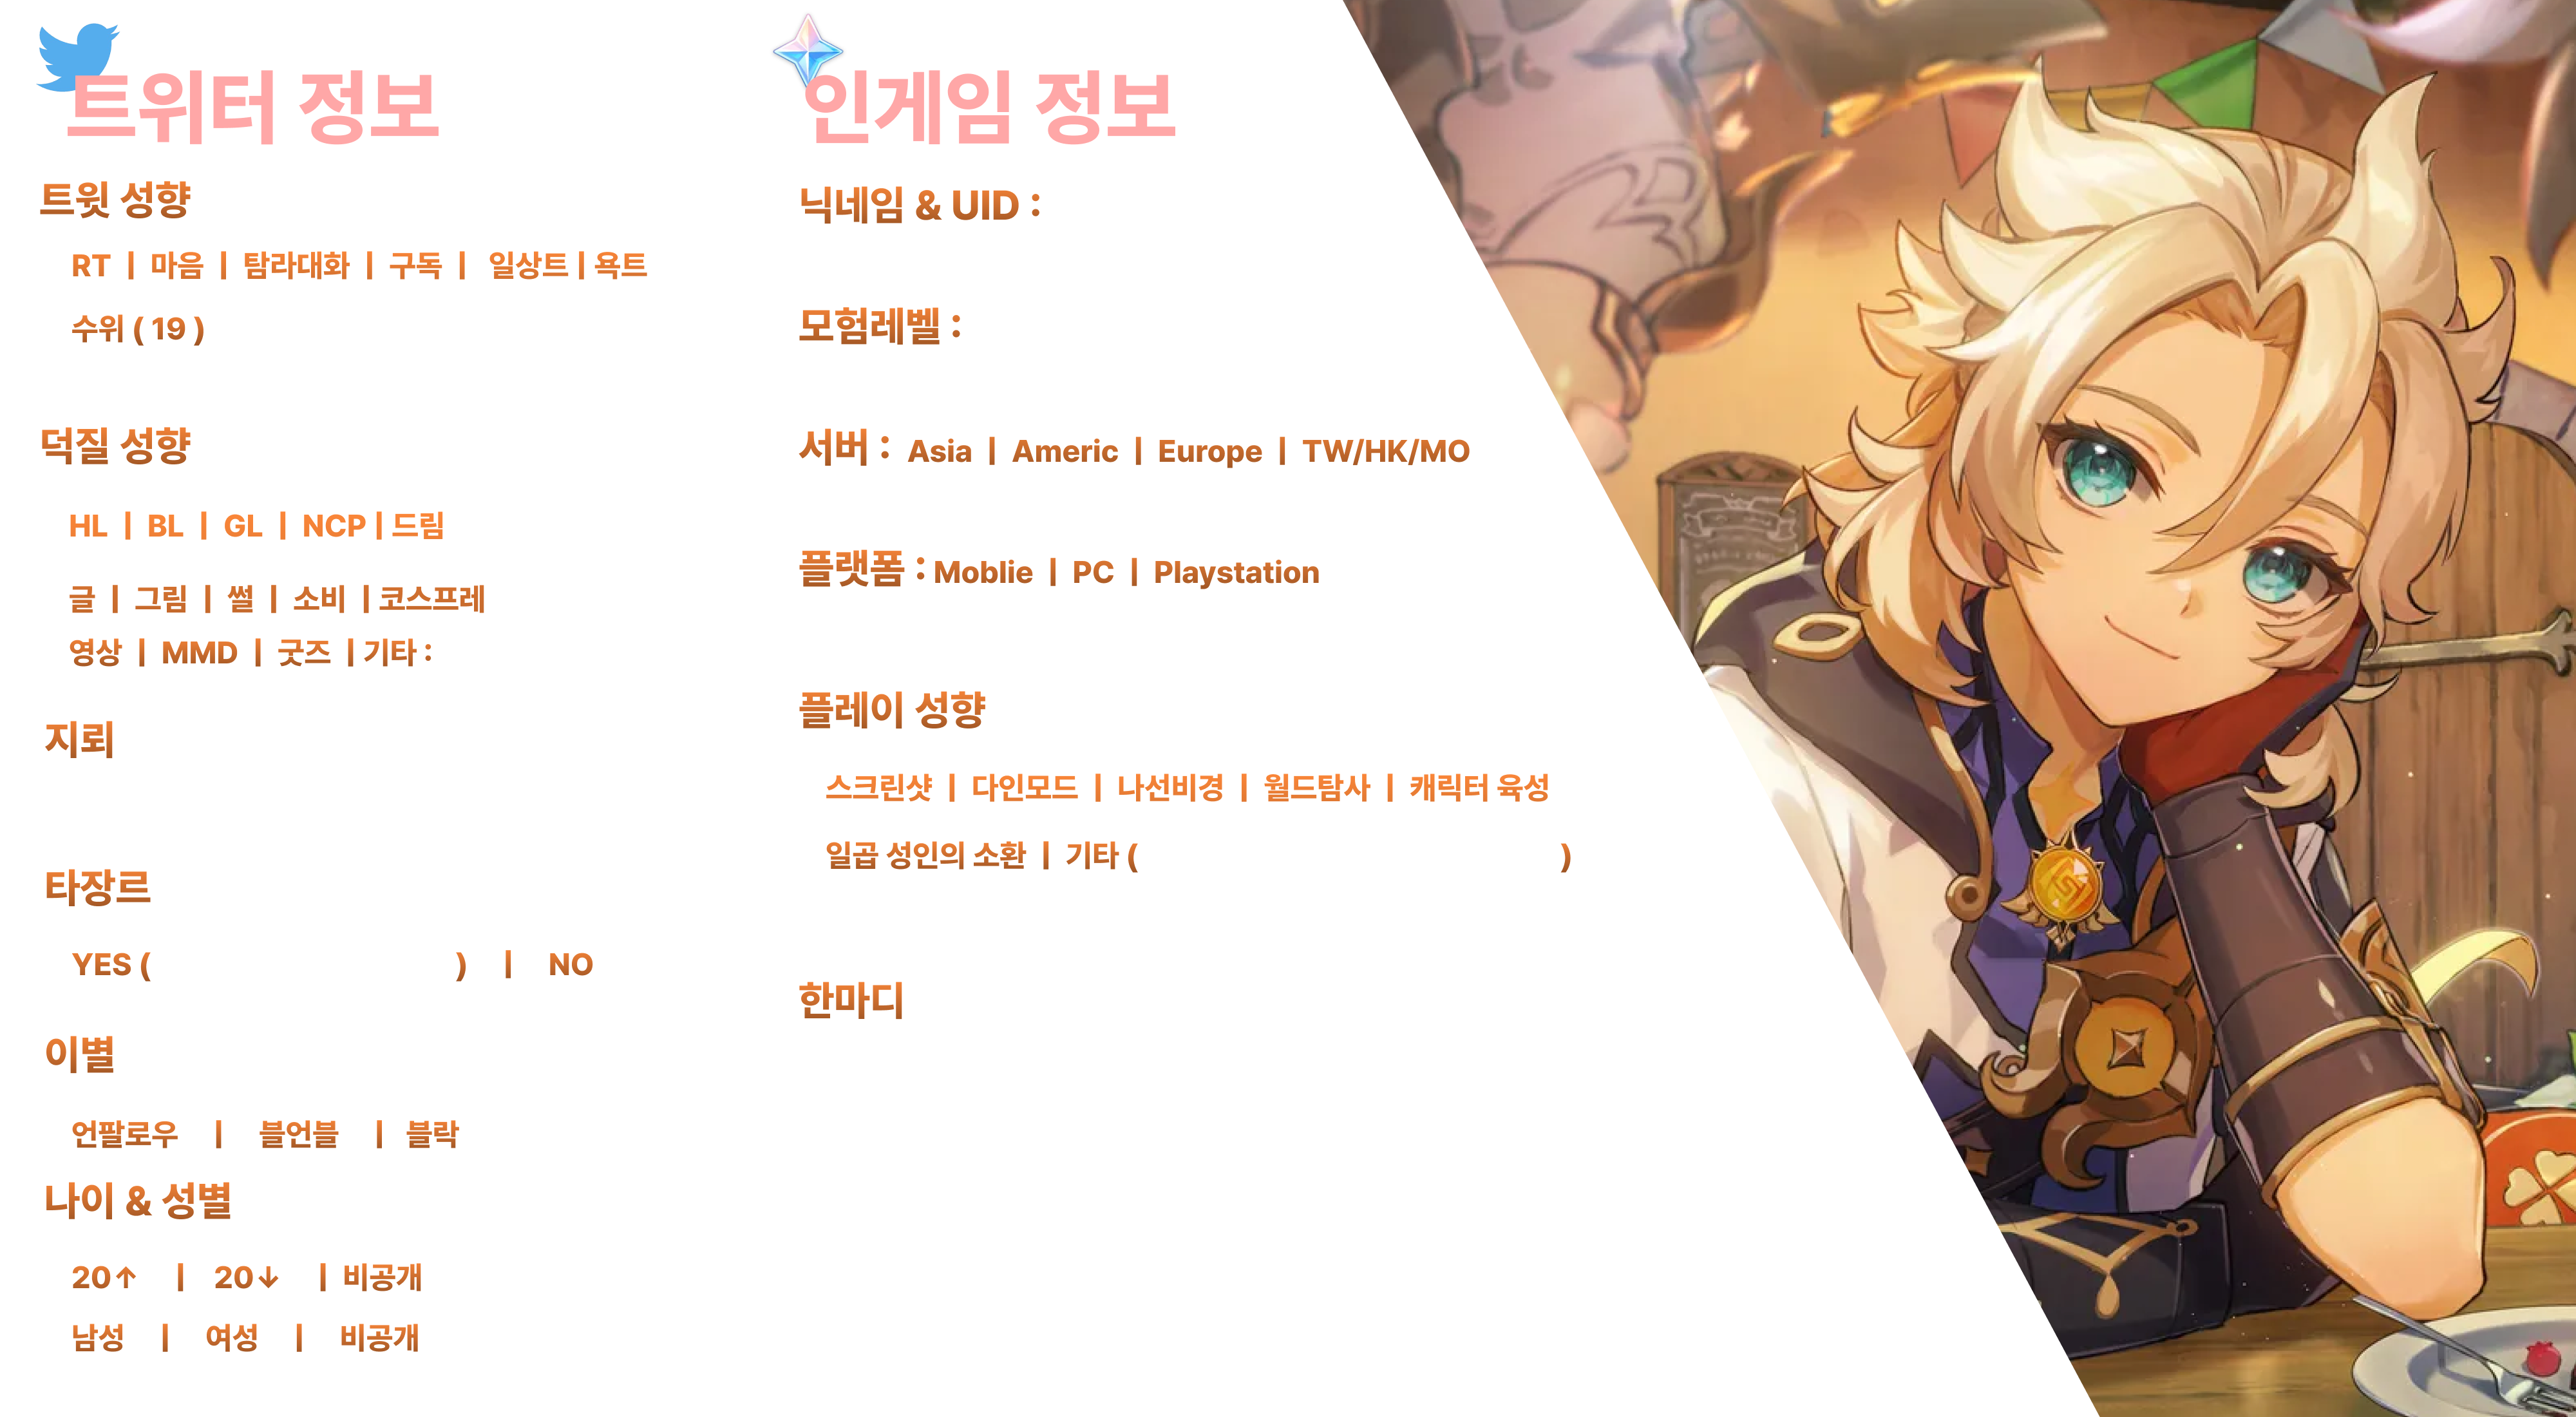 트위터 정보
트윗 성향
RT | 마음 | 탐라대화 | 구독 | 일상트 | 욕트
수위 ( 19 )
덕질 성향
HL | BL | GL | NCP | 드림
글 | 그림 | 썰 | 소비 | 코스프레
영상 | MMD | 굿즈 | 기타 :
지뢰
타장르
YES ( ) | NO
이별
언팔로우 | 블언블 | 블락
나이 & 성별
20↑ | 20↓ | 비공개
남성 | 여성 | 비공개
인게임 정보
닉네임 & UID :
모험레벨 :
서버 : Asia | Americ | Europe | TW/HK/MO
플랫폼 : Moblie | PC | Playstation
플레이 성향
스크린샷 | 다인모드 | 나선비경 | 월드탐사 | 캐릭터 육성
일곱 성인의 소환 | 기타 ( )
한마디